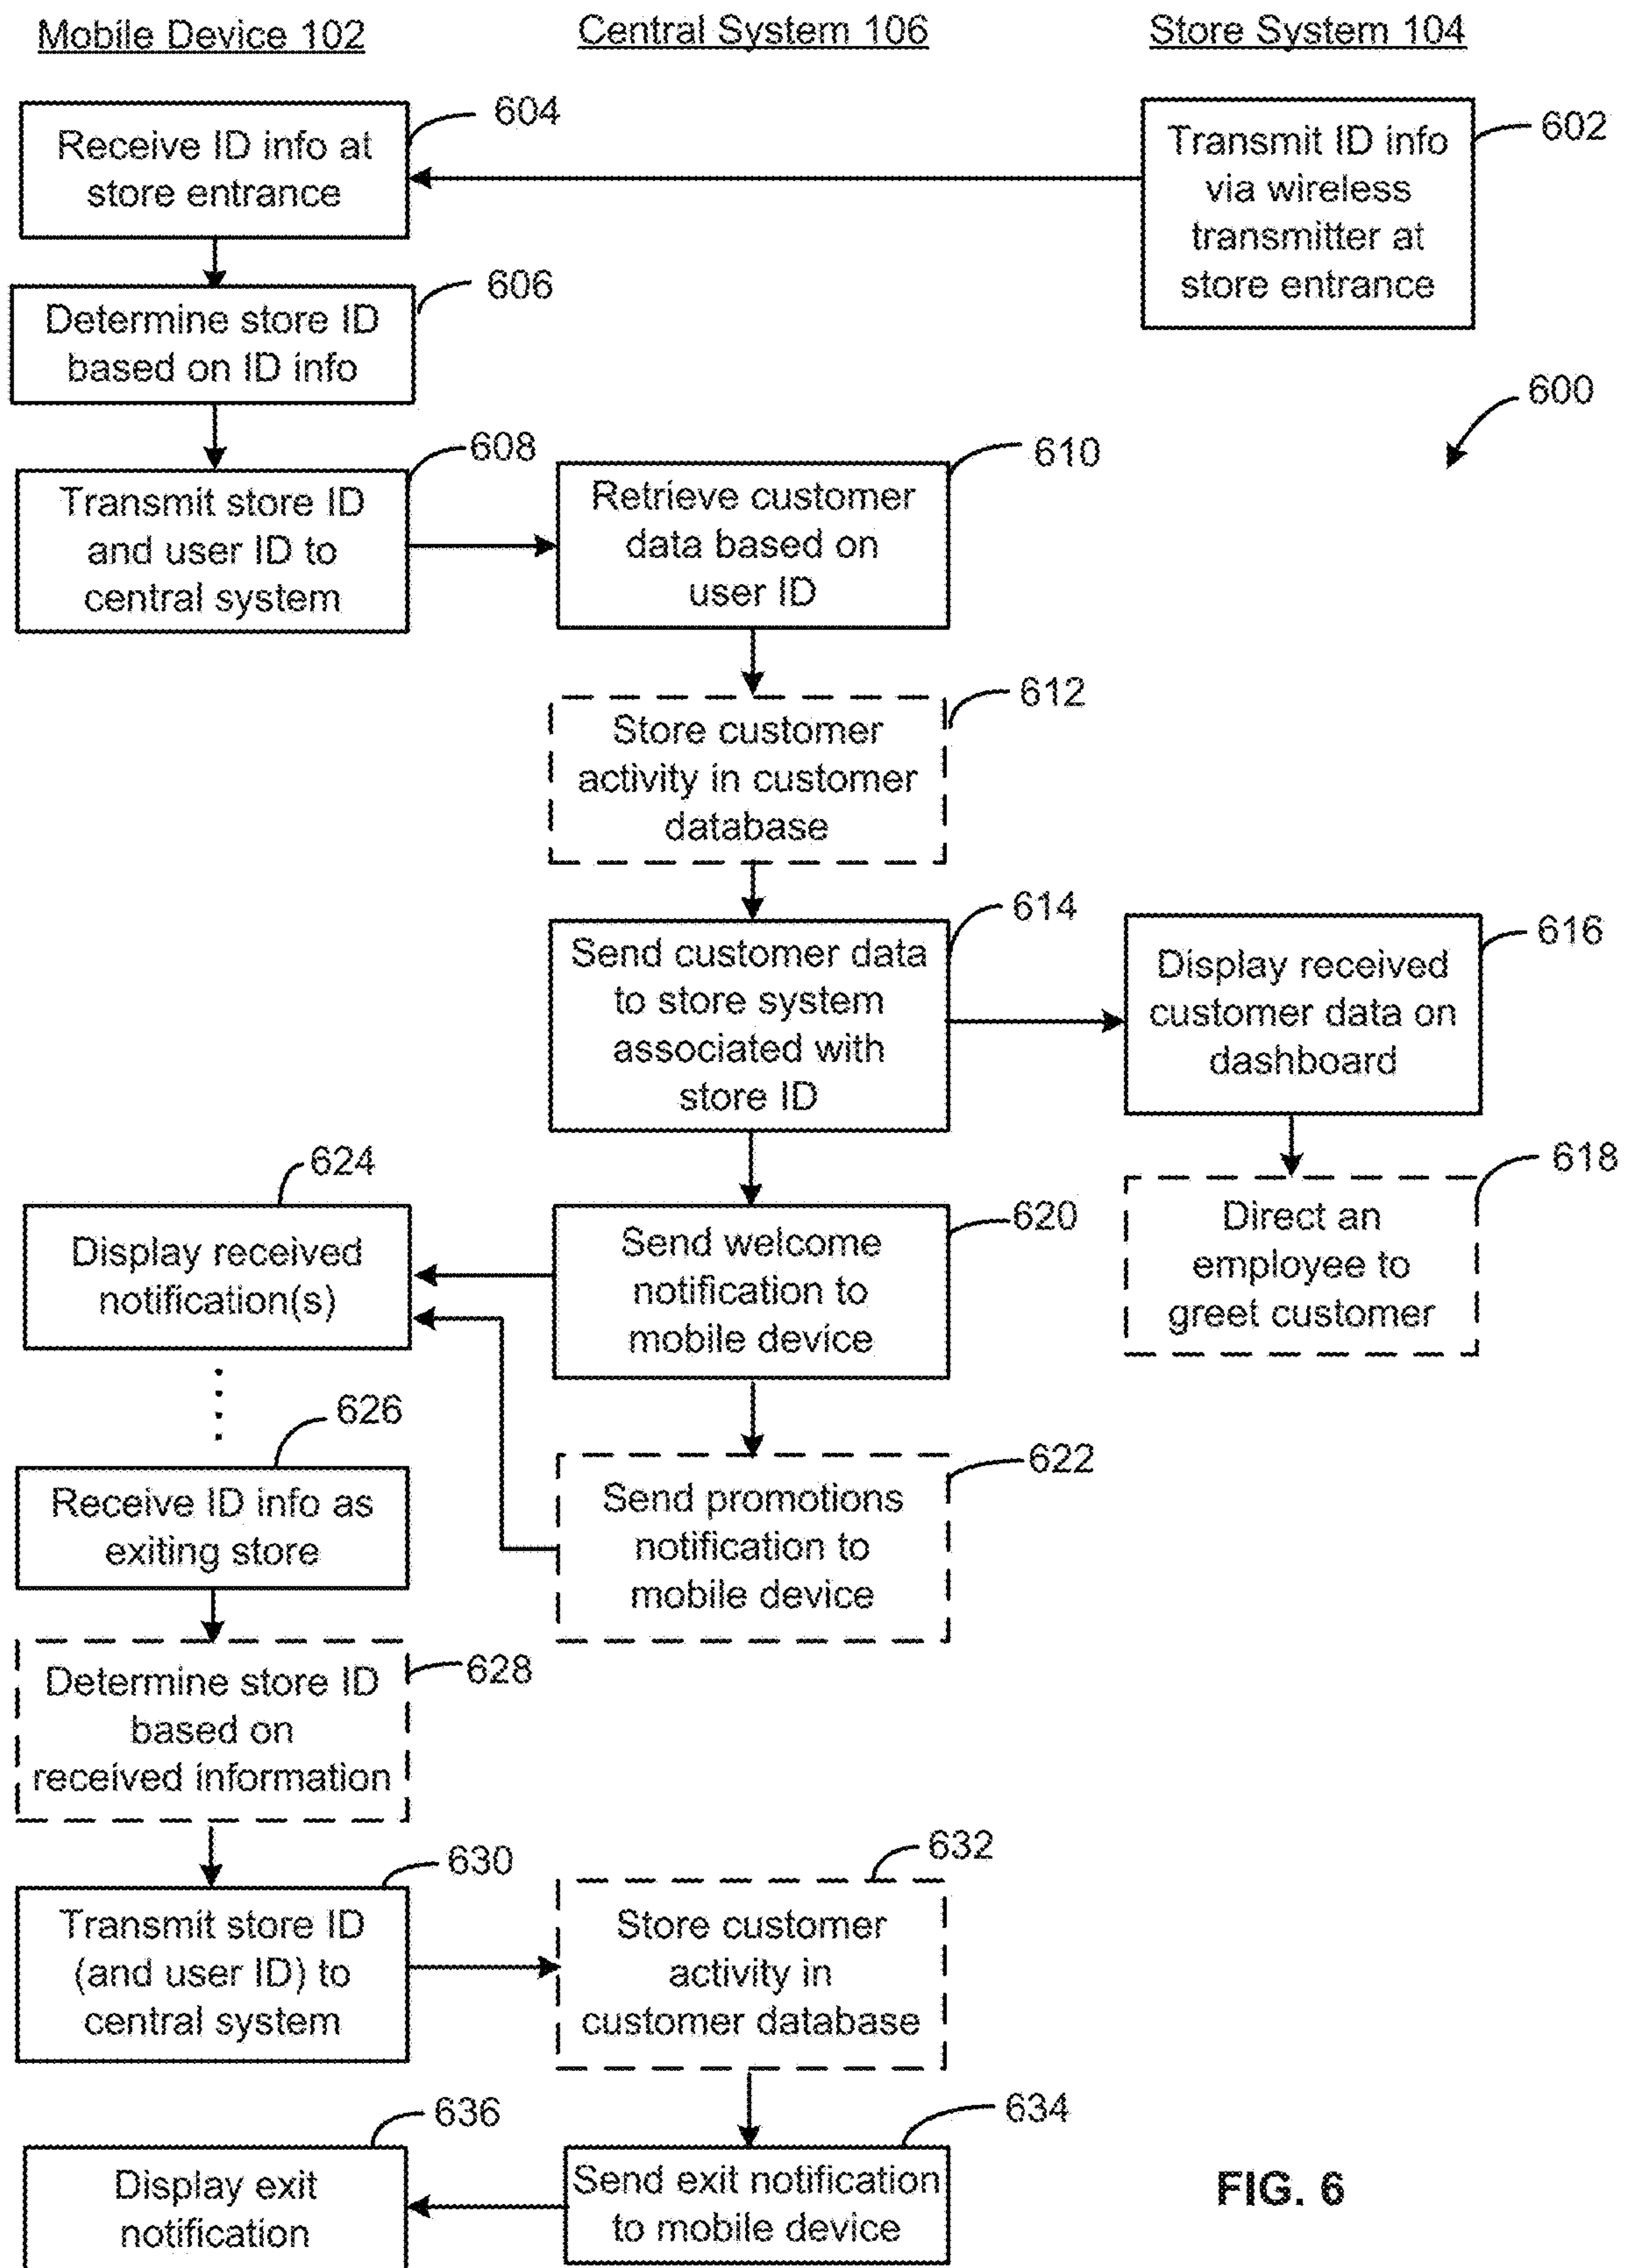 Mobile Device 102
Central System 106
Store System 104
604
Receive ID info at
store entrance
602
Transmit ID info
via wireless
transmitter at
store entrance
606
Determine store ID
based on ID info
600
608
Transmit store ID
and user ID to
central system
610
Retrieve customer
data based on
user ID
612
Store customer
activity in customer
database
614
Send customer data
to store system
associated with
store ID
616
Display received
customer data on
dashboard
618
Direct an
employee to
greet customer
620
Send welcome
notification to
mobile device
624
Display received
notification(s)
622
Send promotions
notification to
mobile device
626
Receive ID info as
exiting store
628
Determine store ID
based on
received information
630
Transmit store ID
(and user ID) to
central system
632
Store customer
activity in
customer database
634
Send exit notification
to mobile device
636
Display exit
notification
FIG. 6